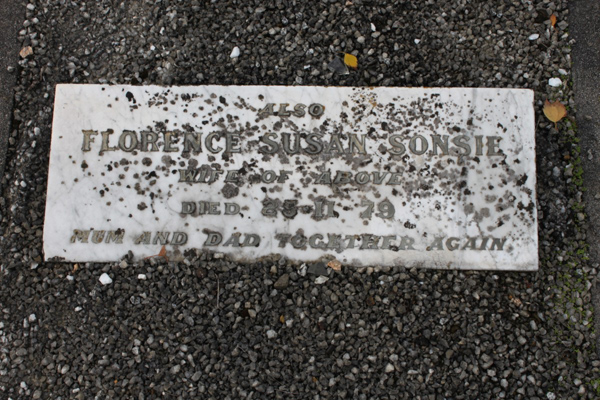 ALSO
FLORENCE SUSAN SONSIE
WIFE OF ABOVE
DIED 25-11-79
MUM AND DAD TOGETHER AGAIN.